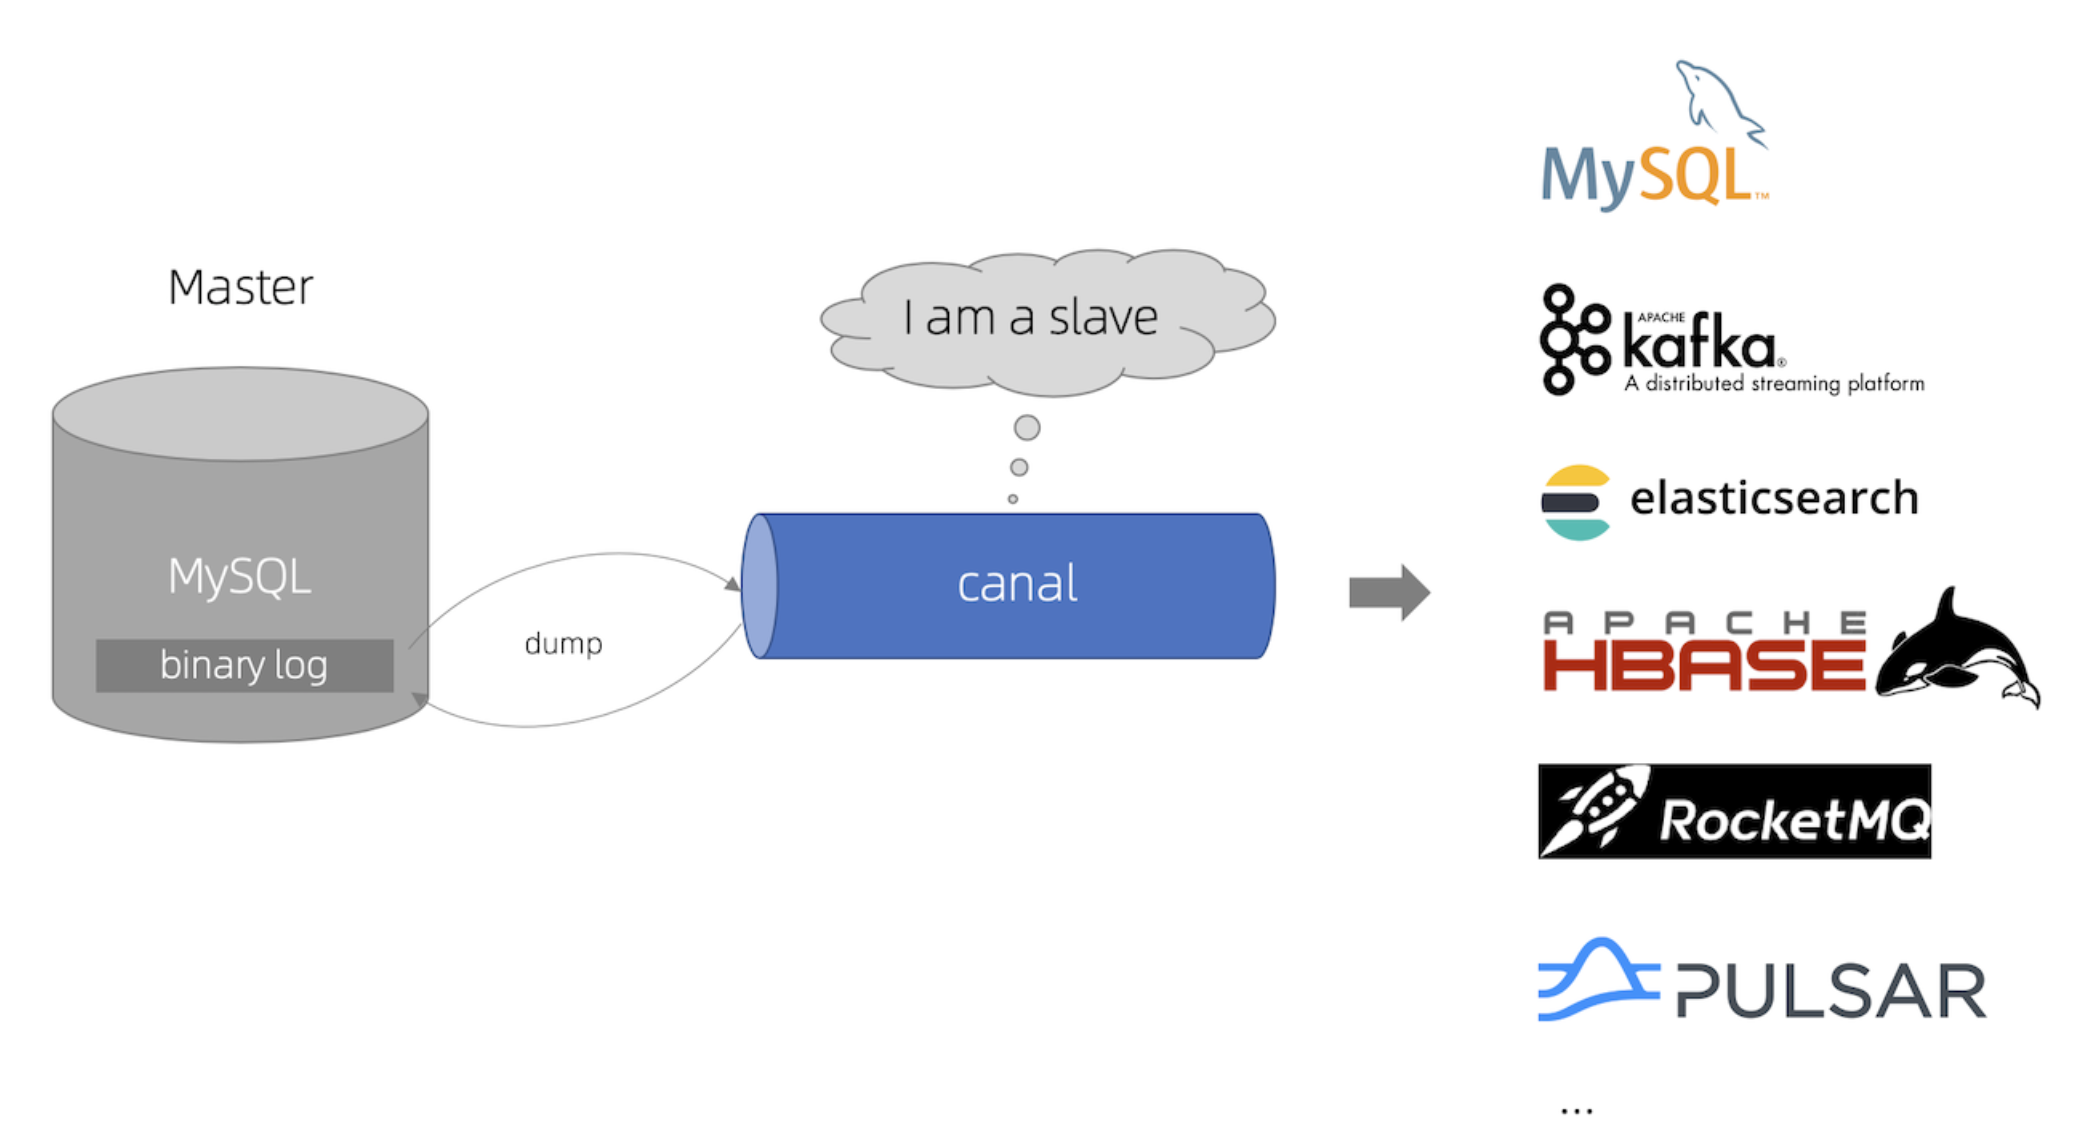 Master
MySQL
binary log
dump
I am a slave
canal
MySQL™
APACHE
kafka®
A distributed streaming platform
elasticsearch
APACHE
HBASE
RocketMQ
PULSAR
...